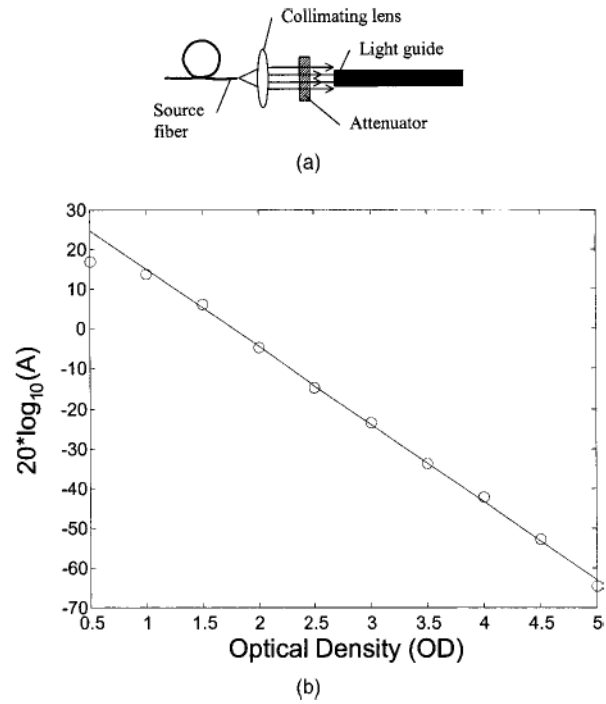 Collimating lens
Light guide
Source
fiber
Attenuator
(a)
30
20
10
0
-10
-20
-30
-40
-50
-60
-70
20*log10(A)
0.5 1 1.5 2 2.5 3 3.5 4 4.5 5
Optical Density (OD)
(b)